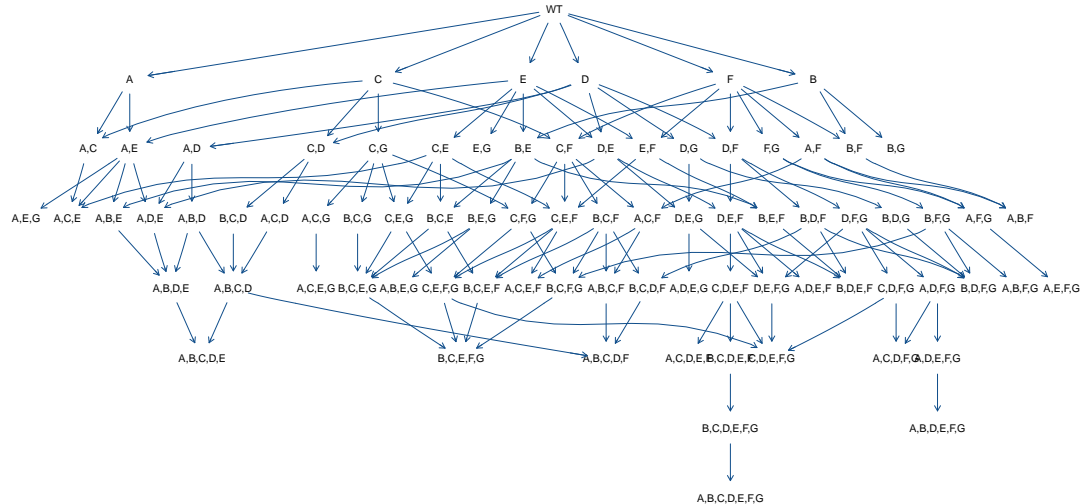 WT
A C E D F B
A,C A,E A,D C,D C,G C,E E,G B,E C,F D,E E,F D,G D,F F,G A,F B,F B,G
A,E,G A,C,E A,B,E A,D,E A,B,D B,C,D A,C,D A,C,G B,C,G C,E,G B,C,E B,E,G C,F,G C,E,F B,C,F A,C,F D,E,G D,E,F B,E,F B,D,F D,F,G B,D,G B,F,G A,F,G A,B,F
A,B,D,E A,B,C,D A,C,E,G B,C,E,G A,B,E,G C,E,F,G B,C,E,F A,C,E,F B,C,F,G A,B,C,F B,C,D,F A,D,E,G C,D,E,F D,E,F,G A,D,E,F B,D,E,F C,D,F,G A,D,F,G B,D,F,G A,B,F,G A,E,F,G
A,B,C,D,E B,C,E,F,G A,B,C,D,F A,C,D,E,F B,C,D,E,F C,D,E,F,G A,C,D,F,G A,D,E,F,G
B,C,D,E,F,G A,B,D,E,F,G
A,B,C,D,E,F,G